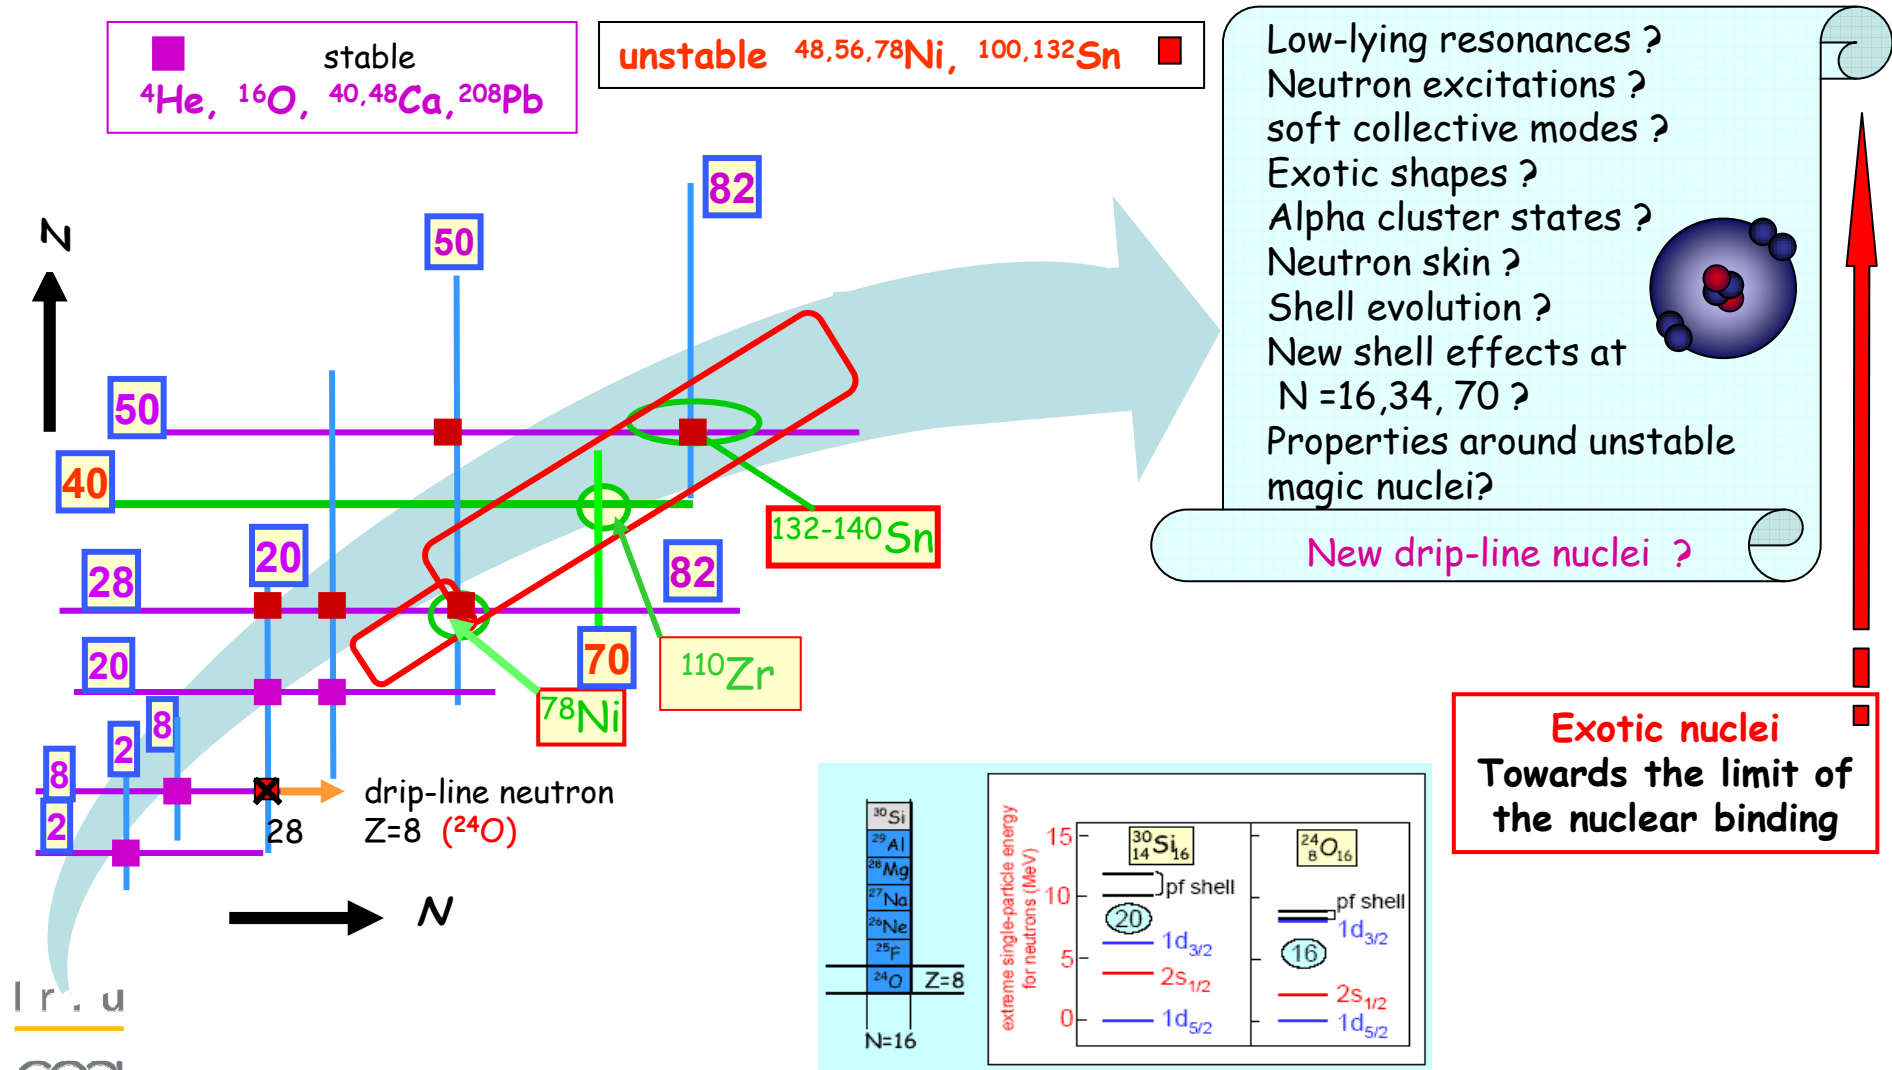 stable
⁴He, ¹⁶O, ⁴⁰,⁴⁸Ca,²⁰⁸Pb
unstable ⁴⁸,⁵⁶,⁷⁸Ni, ¹⁰⁰,¹³²Sn
Low-lying resonances ?
Neutron excitations ?
soft collective modes ?
Exotic shapes ?
Alpha cluster states ?
Neutron skin ?
Shell evolution ?
New shell effects at
N =16,34, 70 ?
Properties around unstable
magic nuclei?
New drip-line nuclei ?
Z
82
50
50
40
20
28
82
20
70
8
2
8
2
28
¹³²⁻¹⁴⁰Sn
¹¹⁰Zr
⁷⁸Ni
drip-line neutron
Z=8 (²⁴O)
N
Exotic nuclei
Towards the limit of
the nuclear binding
³⁰Si
²⁹Al
²⁸Mg
²⁷Na
²⁶Ne
²⁵F
²⁴O
Z=8
N=16
extreme single-particle energy
for neutrons (MeV)
15
10
5
0
³⁰₁₄Si₁₆
pf shell
20
1d₃/₂
2s₁/₂
1d₅/₂
²⁴₈O₁₆
pf shell
1d₃/₂
16
2s₁/₂
1d₅/₂